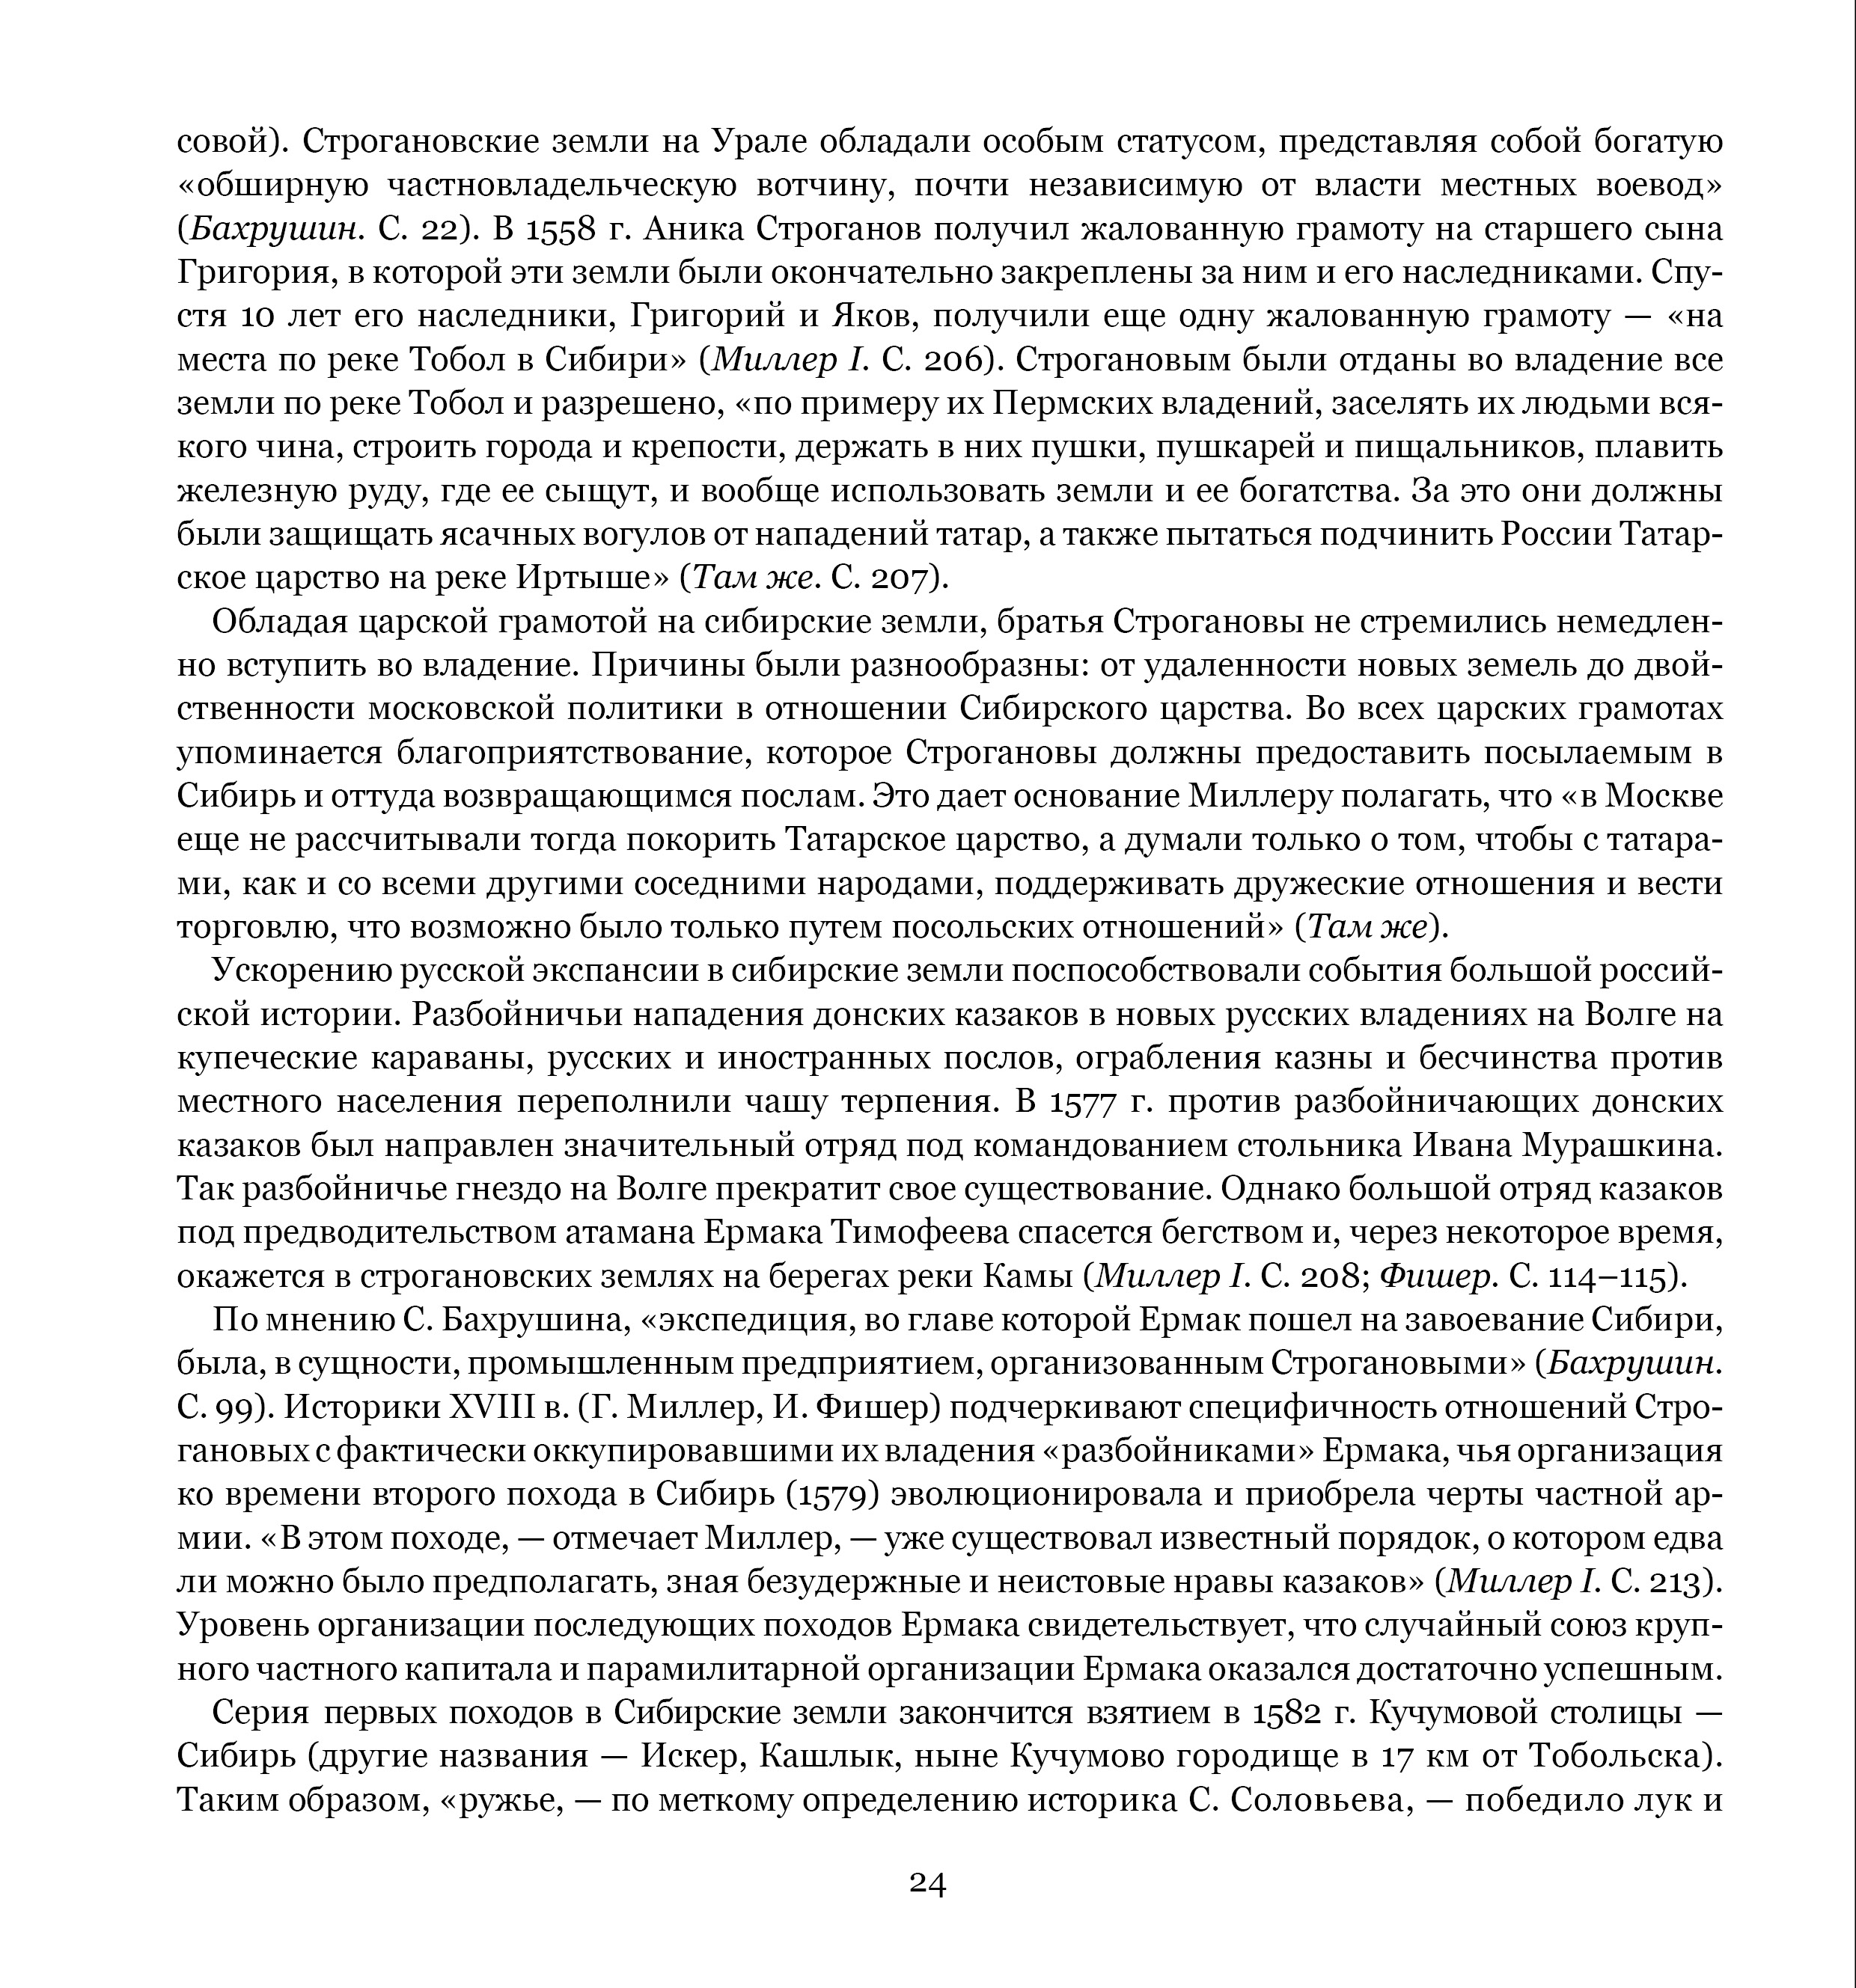 совой). Строгановские земли на Урале обладали особым статусом, представляя собой богатую
«обширную частновладельческую вотчину, почти независимую от власти местных воевод»
(Бахрушин. С. 22). В 1558 г. Аника Строганов получил жалованную грамоту на старшего сына
Григория, в которой эти земли были окончательно закреплены за ним и его наследниками. Спу-
стя 10 лет его наследники, Григорий и Яков, получили еще одну жалованную грамоту — «на
места по реке Тобол в Сибири» (Миллер I. С. 206). Строгановым были отданы во владение все
земли по реке Тобол и разрешено, «по примеру их Пермских владений, заселять их людьми вся-
кого чина, строить города и крепости, держать в них пушки, пушкарей и пищальников, плавить
железную руду, где ее сыщут, и вообще использовать земли и ее богатства. За это они должны
были защищать ясачных вогулов от нападений татар, а также пытаться подчинить России Татар-
ское царство на реке Иртыше» (Там же. С. 207).
Обладая царской грамотой на сибирские земли, братья Строгановы не стремились немедлен-
но вступить во владение. Причины были разнообразны: от удаленности новых земель до двой-
ственности московской политики в отношении Сибирского царства. Во всех царских грамотах
упоминается благоприятствование, которое Строгановы должны предоставить посылаемым в
Сибирь и оттуда возвращающимся послам. Это дает основание Миллеру полагать, что «в Москве
еще не рассчитывали тогда покорить Татарское царство, а думали только о том, чтобы с татара-
ми, как и со всеми другими соседними народами, поддерживать дружеские отношения и вести
торговлю, что возможно было только путем посольских отношений» (Там же).
Ускорению русской экспансии в сибирские земли поспособствовали события большой россий-
ской истории. Разбойничьи нападения донских казаков в новых русских владениях на Волге на
купеческие караваны, русских и иностранных послов, ограбления казны и бесчинства против
местного населения переполнили чашу терпения. В 1577 г. против разбойничающих донских
казаков был направлен значительный отряд под командованием стольника Ивана Мурашкина.
Так разбойничье гнездо на Волге прекратит свое существование. Однако большой отряд казаков
под предводительством атамана Ермака Тимофеева спасется бегством и, через некоторое время,
окажется в строгановских землях на берегах реки Камы (Миллер I. С. 208; Фишер. С. 114–115).
По мнению С. Бахрушина, «экспедиция, во главе которой Ермак пошел на завоевание Сибири,
была, в сущности, промышленным предприятием, организованным Строгановыми» (Бахрушин.
С. 99). Историки XVIII в. (Г. Миллер, И. Фишер) подчеркивают специфичность отношений Стро-
гановых с фактически оккупировавшими их владения «разбойниками» Ермака, чья организация
ко времени второго похода в Сибирь (1579) эволюционировала и приобрела черты частной ар-
мии. «В этом походе, — отмечает Миллер, — уже существовал известный порядок, о котором едва
ли можно было предполагать, зная безудержные и неистовые нравы казаков» (Миллер I. С. 213).
Уровень организации последующих походов Ермака свидетельствует, что случайный союз круп-
ного частного капитала и парамилитарной организации Ермака оказался достаточно успешным.
Серия первых походов в Сибирские земли закончится взятием в 1582 г. Кучумовой столицы —
Сибирь (другие названия — Искер, Кашлык, ныне Кучумово городище в 17 км от Тобольска).
Таким образом, «ружье, — по меткому определению историка С. Соловьева, — победило лук и
24